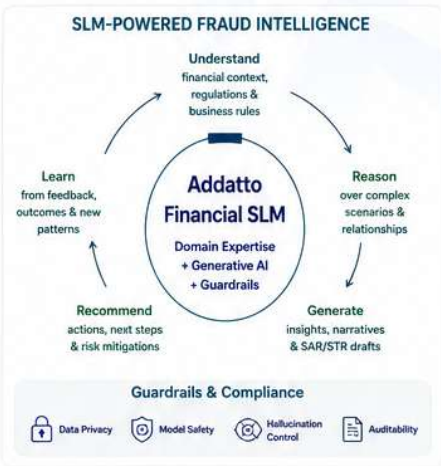 SLM-POWERED FRAUD INTELLIGENCE
Understand
financial context,
regulations &
business rules
Reason
over complex
scenarios &
relationships
Generate
insights, narratives
& SAR/STR drafts
Recommend
actions, next steps
& risk mitigations
Learn
from feedback,
outcomes & new
patterns
Addatto
Financial SLM
Domain Expertise
+ Generative AI
+ Guardrails
Guardrails & Compliance
Data Privacy
Model Safety
Hallucination
Control
Auditability